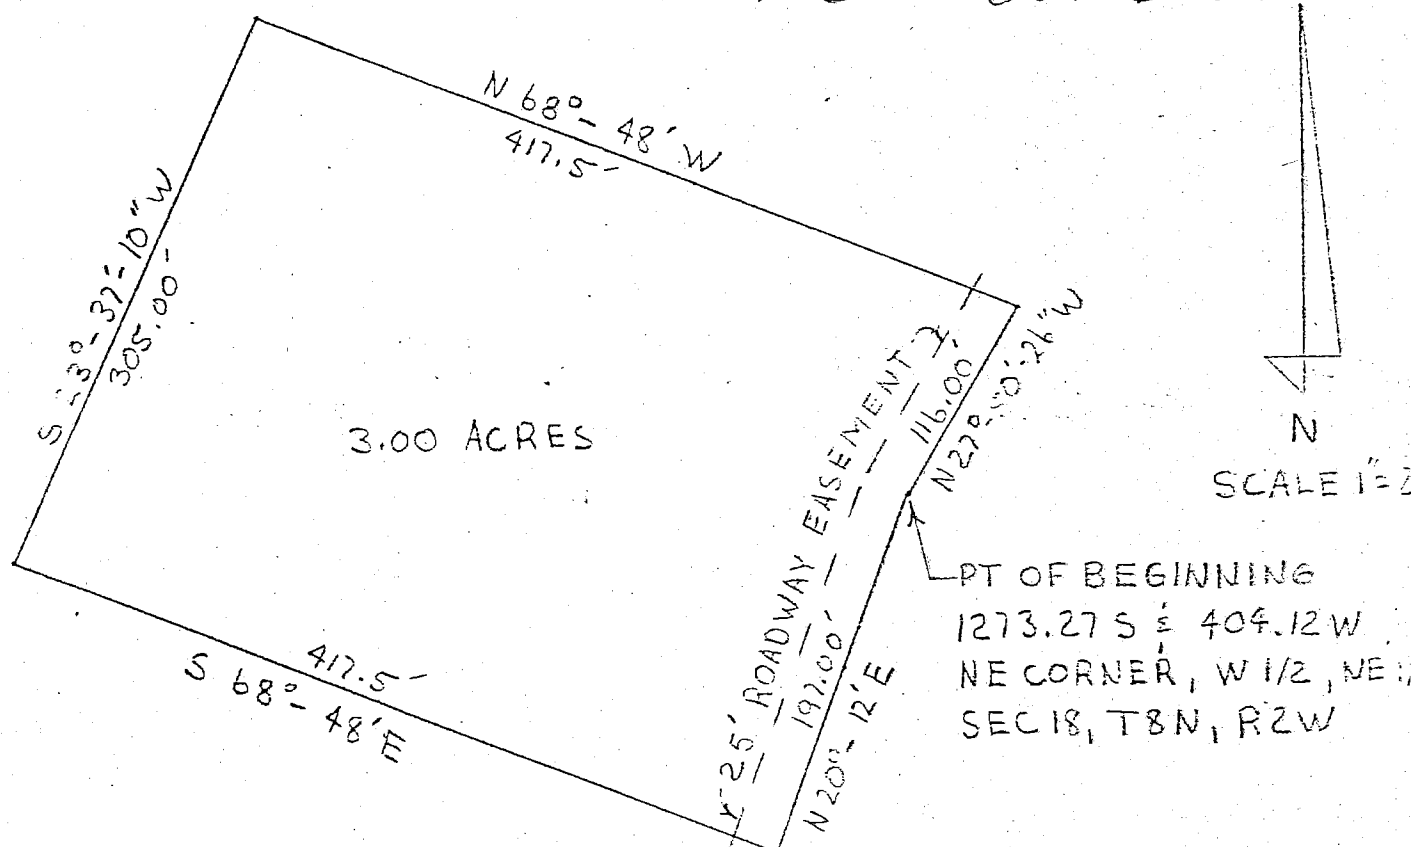 N 68°- 48' W
417.5'
S 3°- 37'- 10" W
305.00'
3.00 ACRES
25' ROADWAY EASEMENT
116.00'
N 27°- 0'-26" W
197.00'
N 20°- 12' E
417.5'
S 68°- 48' E
N
SCALE 1"=
PT OF BEGINNING
1273.27 S & 404.12 W
NE CORNER, W 1/2, NE
SEC 18, T8N, R2W